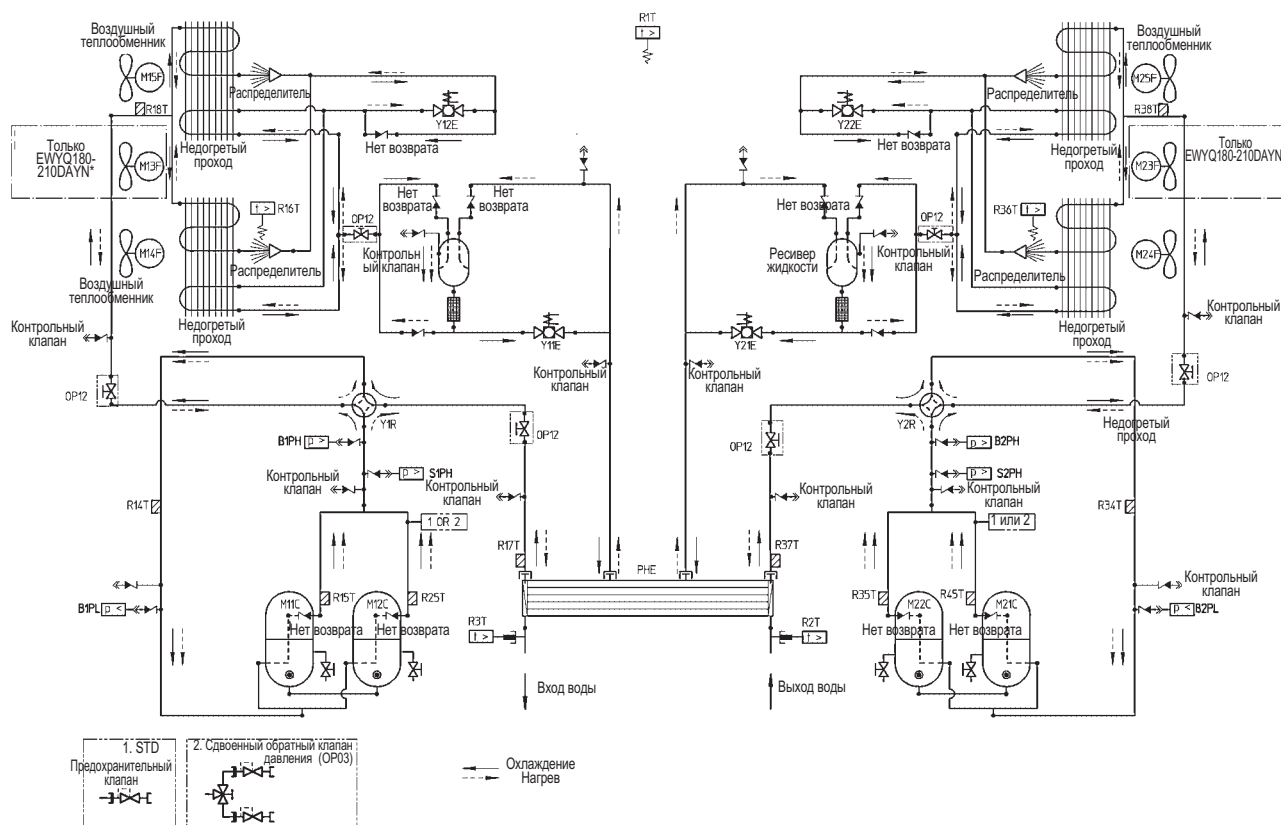 R1T
Воздушный
теплообменник
M15F
R18T
Распределитель
Y12E
Нет возврата
Недогретый
проход
Только
EWYQ180-
210DAYN*
M13F
R16T
M14F
Распределитель
Воздушный
теплообменник
Недогретый
проход
Контрольный
клапан
OP12
OP12
Нет
возврата
Нет
возврата
Контрольн
ый клапан
Y11E
Контрольный
клапан
Воздушный
теплообменник
M25F
R38T
Распределитель
Y22E
Нет возврата
Недогретый
проход
Только
EWYQ180-210DAYN
M23F
R36T
M24F
Распределитель
Недогретый
проход
Контрольный
клапан
OP12
OP12
Нет возврата
Ресивер
жидкости
Контрольный
клапан
Y21E
Контрольный
клапан
Y1R
B1PH
p >
S1PH
p >
Контрольный
клапан
Контрольный
клапан
OP12
R14T
1 OR 2
R17T
B1PL
p <
M11C
R15T
M12C
R25T
Нет возврата
R3T
t >
Вход воды
PHE
OP12
Контрольный
клапан
R37T
R2T
t >
Выход воды
Y2R
B2PH
p >
S2PH
p >
Контрольный
клапан
Недогретый
проход
1 или 2
R34T
R35T
M22C
R45T
M21C
Нет возврата
Нет возврата
Контрольный
клапан
B2PL
p <
1. STD
Предохранительный
клапан
2. Сдвоенный обратный клапан
давления (OP03)
Охлаждение
Нагрев